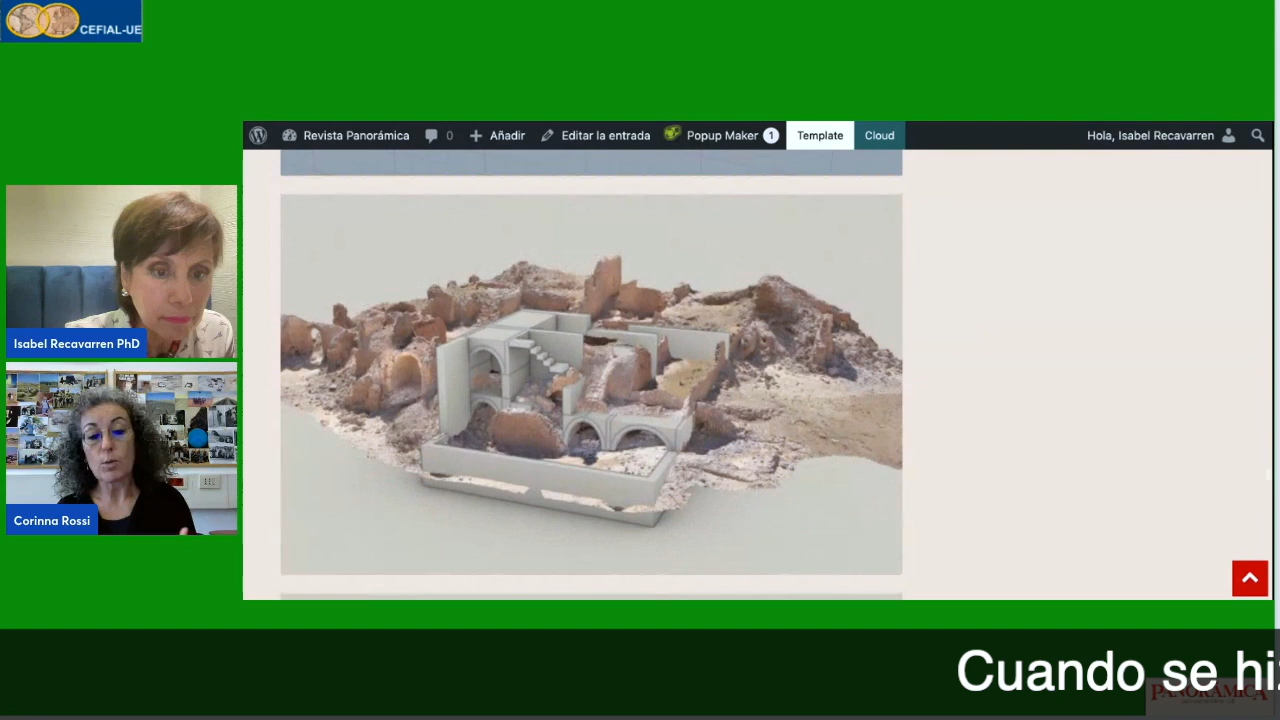 CEFIAL-UE
Revista Panorámica 0 Añadir Editar la entrada Popup Maker 1 Template Cloud Hola, Isabel Recavarren
Isabel Recavarren PhD
Corinna Rossi
Cuando se hi
PANORÁMICA